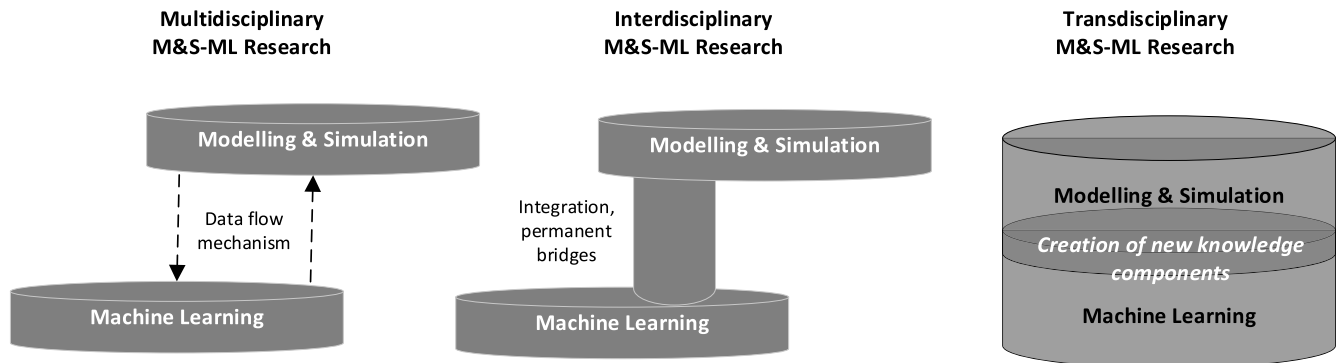 Multidisciplinary
M&S-ML Research
Modelling & Simulation
Data flow
mechanism
Machine Learning
Interdisciplinary
M&S-ML Research
Modelling & Simulation
Integration,
permanent
bridges
Machine Learning
Transdisciplinary
M&S-ML Research
Modelling & Simulation
Creation of new knowledge
components
Machine Learning